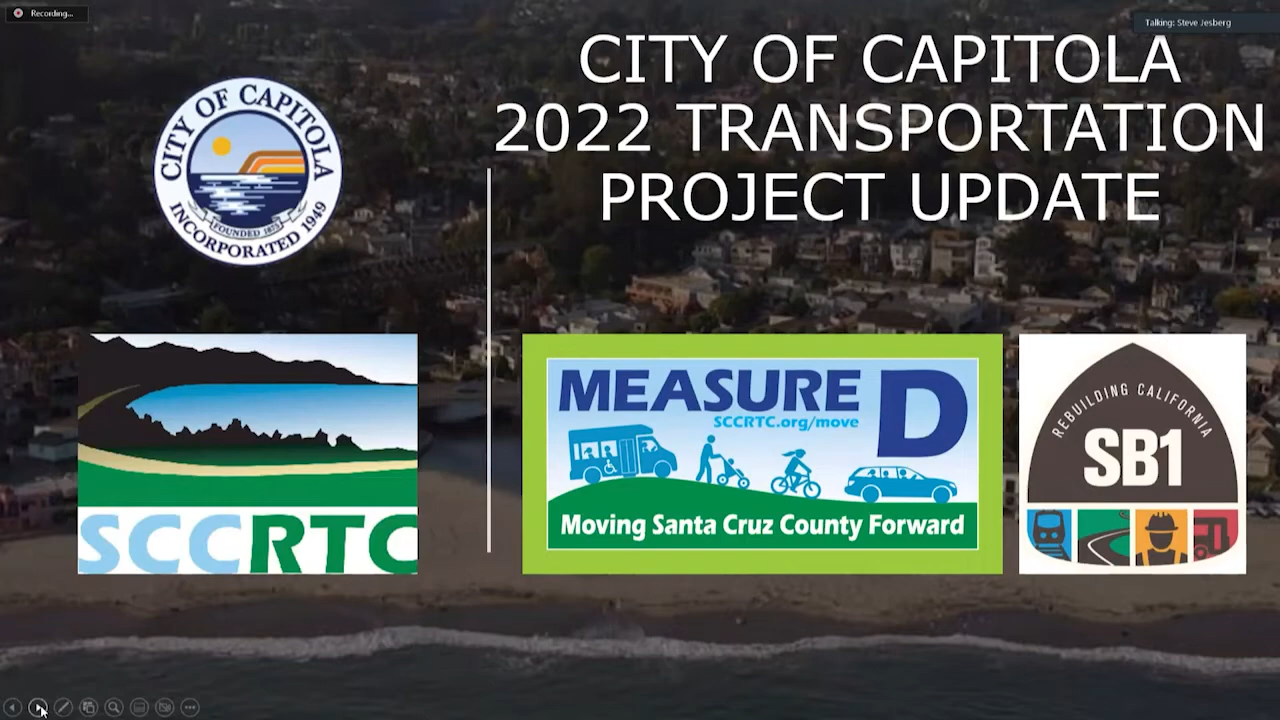 Recording...
Talking: Steve Jesberg
CITY OF CAPITOLA
2022 TRANSPORTATION
PROJECT UPDATE
CITY OF CAPITOLA
FOUNDED 1875
INCORPORATED 1949
SCCRTC
MEASURE D
SCCRTC.org/move
Moving Santa Cruz County Forward
REBUILDING CALIFORNIA
SB1